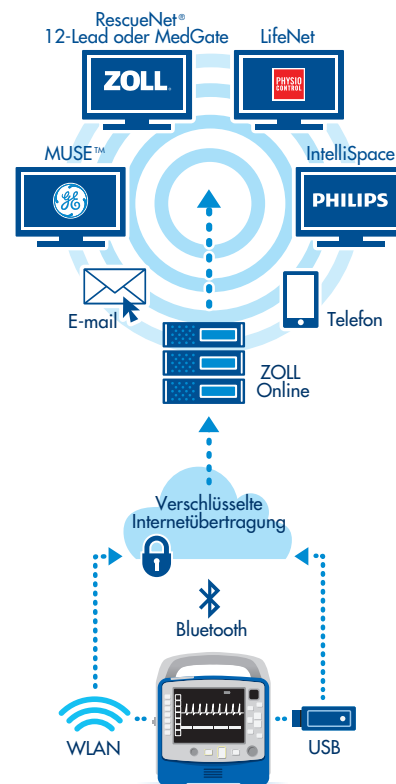 RescueNet®
12-Lead oder MedGate
LifeNet
ZOLL.
PHYSIO
CONTROL
MUSE™
IntelliSpace
GE
PHILIPS
E-mail
Telefon
ZOLL
Online
Verschlüsselte
Internetübertragung
Bluetooth
WLAN
USB